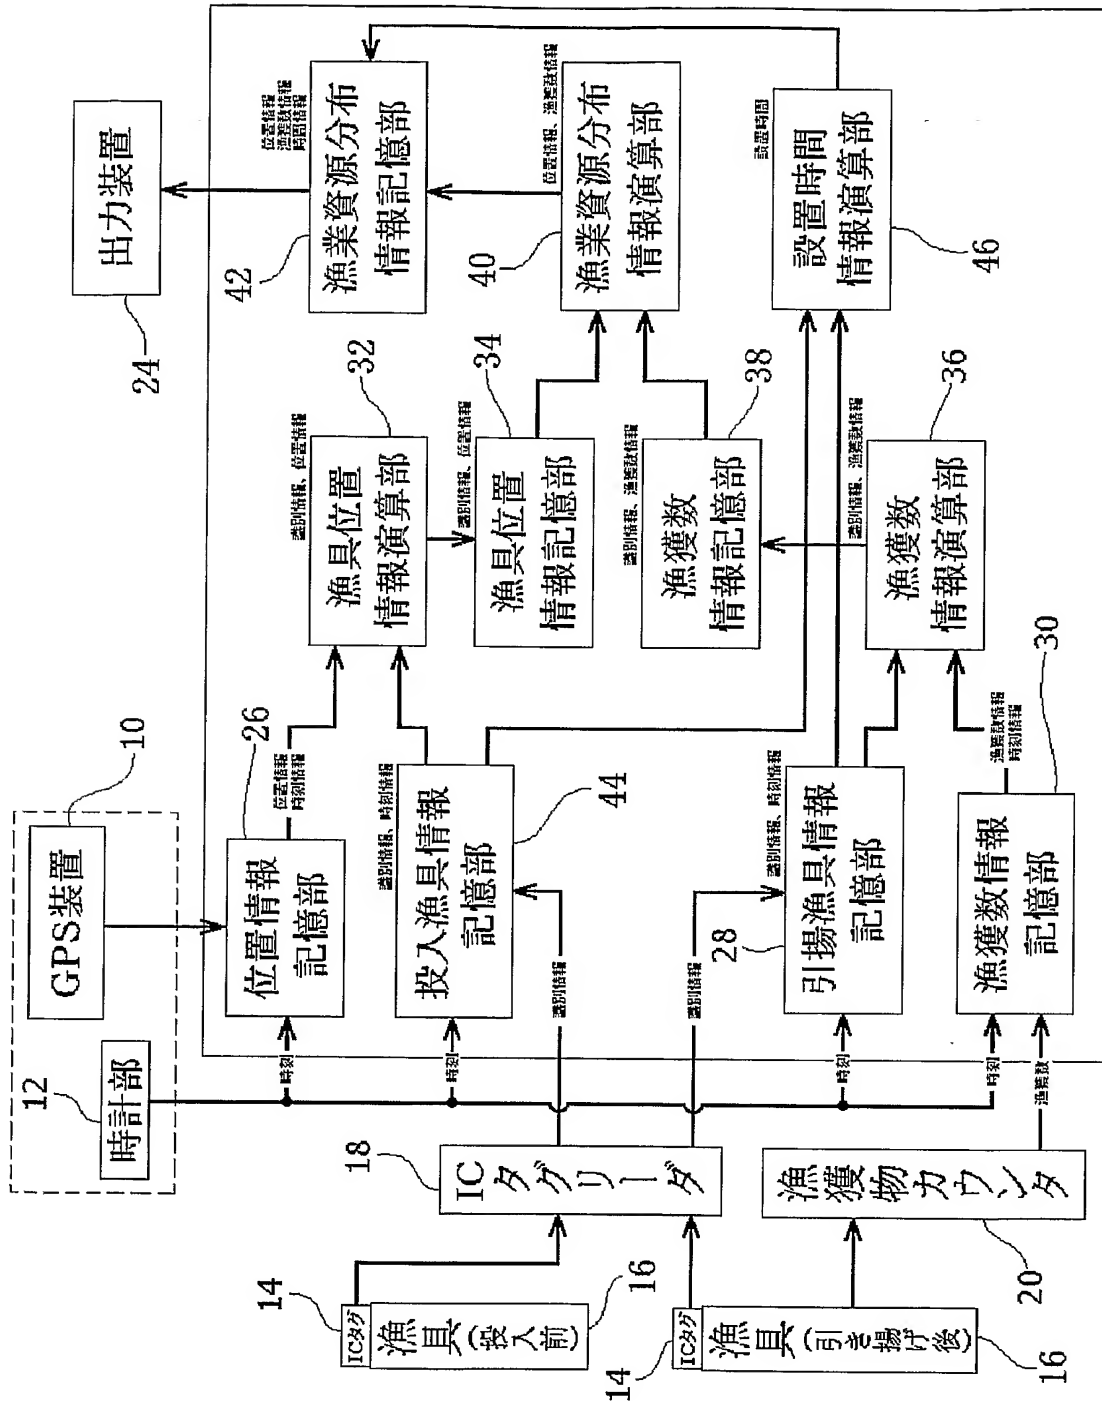 12
時計部
GPS装置
10
14
ICタグ
漁具
(投入前)
16
14
ICタグ
漁具
(引き揚げ後)
16
18
IC
タグリーダ
漁獲物カウンタ
20
時刻
時刻
識別情報
識別情報
時刻
時刻
漁獲数
位置情報
記憶部
26
位置情報
時刻情報
投入漁具情報
記憶部
44
識別情報、時刻情報
28
引揚漁具情報
記憶部
識別情報、時刻情報
漁獲数情報
記憶部
30
漁獲数情報
時刻情報
漁具位置
情報演算部
32
識別情報、位置情報
漁具位置
情報記憶部
34
識別情報、位置情報
漁獲数
情報記憶部
38
識別情報、漁獲数情報
漁獲数
情報演算部
36
識別情報、漁獲数情報
24
出力装置
42
漁業資源分布
情報記憶部
位置情報
漁獲数情報
時間情報
40
漁業資源分布
情報演算部
位置情報、漁獲数情報
設置時間
情報演算部
46
設置時間